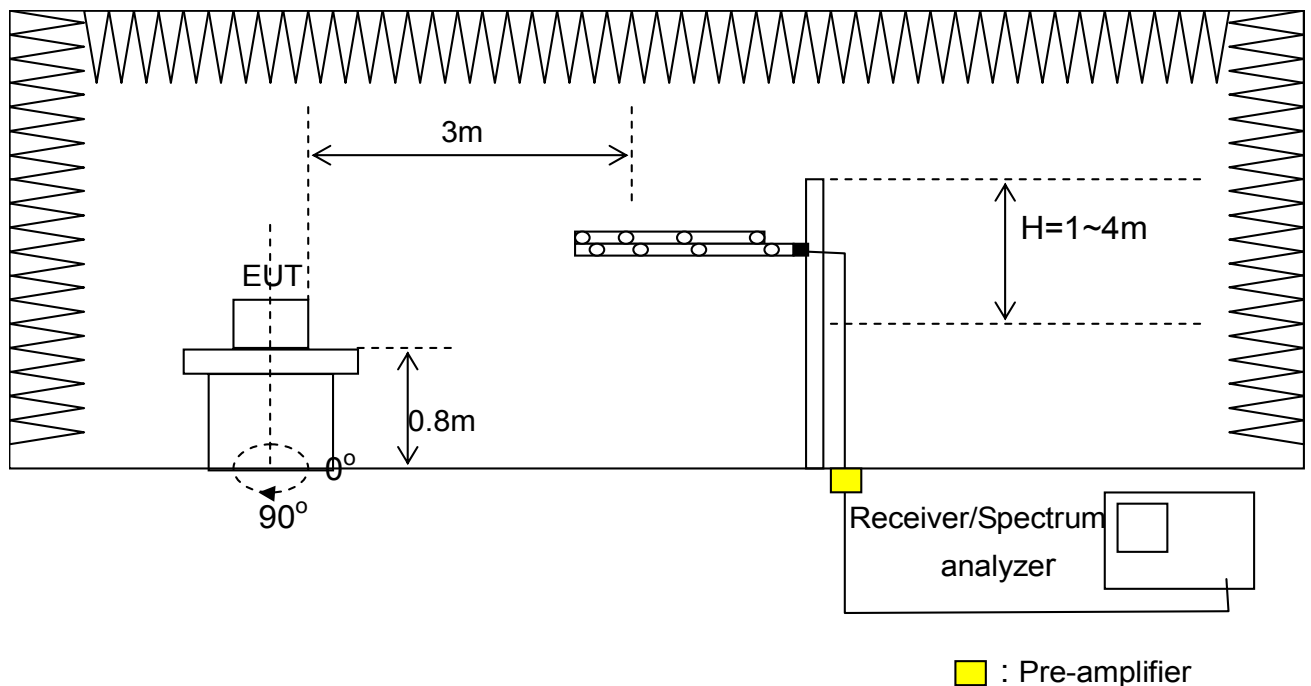 3m
H=1~4m
EUT
0.8m
0°
90°
Receiver/Spectrum
analyzer
: Pre-amplifier